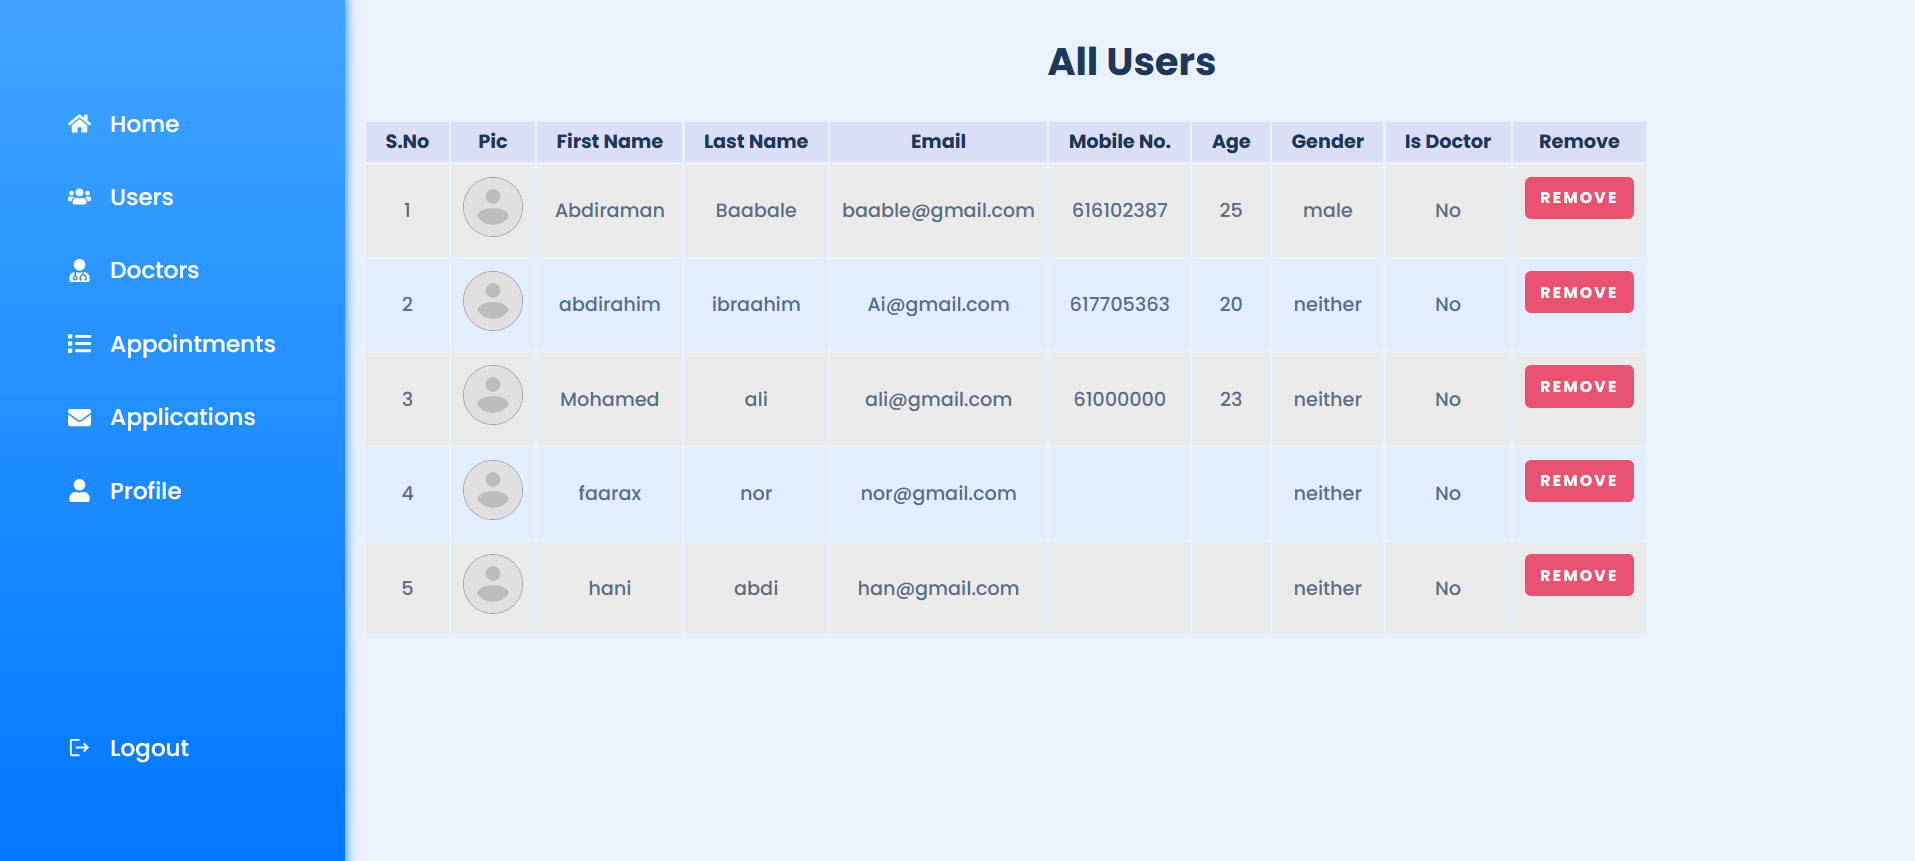 Home
Users
Doctors
Appointments
Applications
Profile
Logout
All Users
S.No Pic First Name Last Name Email Mobile No. Age Gender Is Doctor Remove
1 Abdiraman Baabale baable@gmail.com 616102387 25 male No REMOVE
2 abdirahim ibraahim Ai@gmail.com 617705363 20 neither No REMOVE
3 Mohamed ali ali@gmail.com 61000000 23 neither No REMOVE
4 faarax nor nor@gmail.com neither No REMOVE
5 hani abdi han@gmail.com neither No REMOVE